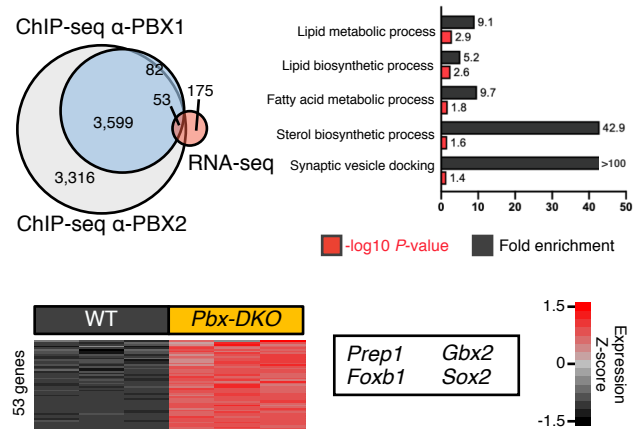 ChIP-seq α-PBX1
82
53
175
3,599
RNA-seq
3,316
ChIP-seq α-PBX2
Lipid metabolic process
9.1
2.9
Lipid biosynthetic process
5.2
2.6
Fatty acid metabolic process
9.7
1.8
Sterol biosynthetic process
42.9
1.6
Synaptic vesicle docking
>100
1.4
0 10 20 30 40 50
-log10 P-value Fold enrichment
WT Pbx-DKO
53 genes
Prep1 Gbx2
Foxb1 Sox2
1.5
0
-1.5
Expression
Z-score